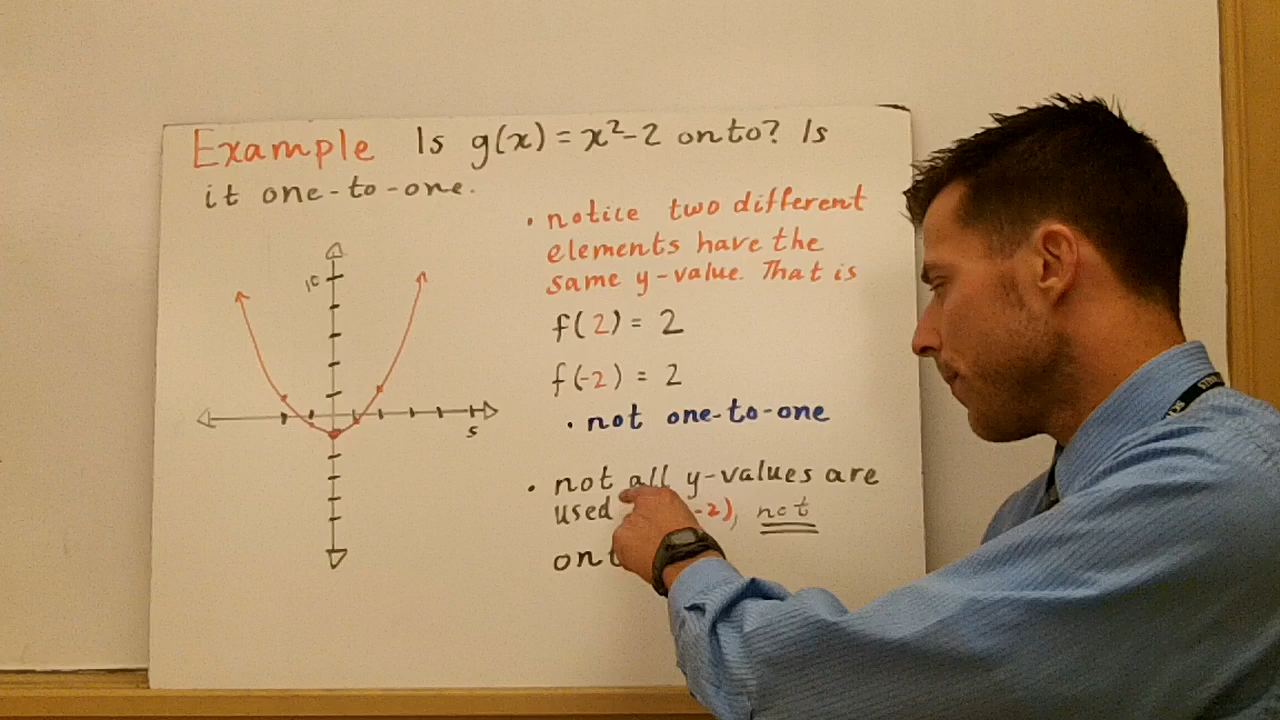 Example Is g(x) = x²-2 onto? Is
it one-to-one.
• notice two different
elements have the
same y-value. That is
f(2) = 2
f(-2) = 2
• not one-to-one
• not all y-values are
used -2), not
ont
10
5